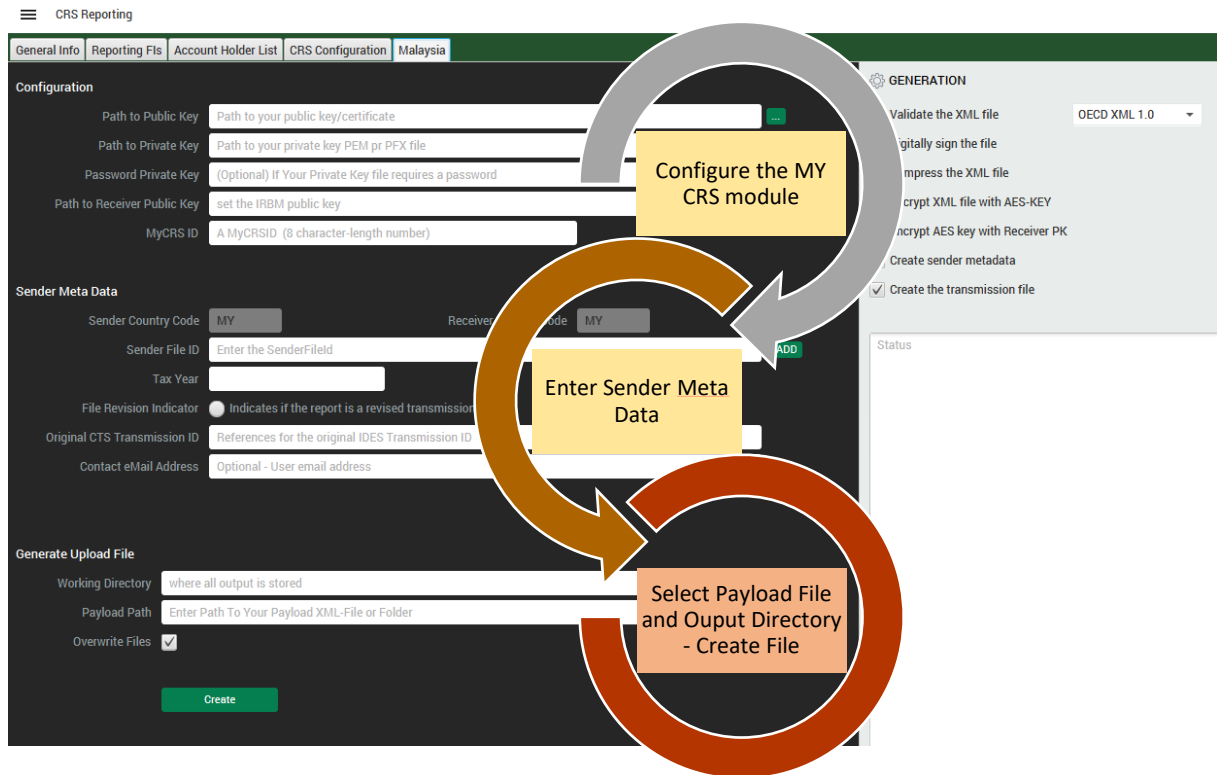 CRS Reporting
General Info Reporting FIs Account Holder List CRS Configuration Malaysia
Configuration
Path to Public Key Path to your public key/certificate ...
Path to Private Key Path to your private key PEM pr PFX file
Password Private Key (Optional) If Your Private Key file requires a password
Path to Receiver Public Key set the IRBM public key
MyCRS ID A MyCRSID (8 character-length number)
Configure the MY
CRS module
Sender Meta Data
Sender Country Code MY Receiver ode MY
Sender File ID Enter the SenderFileId ADD
Tax Year
File Revision Indicator Indicates if the report is a revised transmission
Original CTS Transmission ID References for the original IDES Transmission ID
Contact eMail Address Optional - User email address
Enter Sender Meta
Data
Generate Upload File
Working Directory where all output is stored
Payload Path Enter Path To Your Payload XML-File or Folder
Overwrite Files
Create
Select Payload File
and Ouput Directory
- Create File
GENERATION
Validate the XML file OECD XML 1.0
igitally sign the file
mpress the XML file
crypt XML file with AES-KEY
ncrypt AES key with Receiver PK
Create sender metadata
Create the transmission file
Status